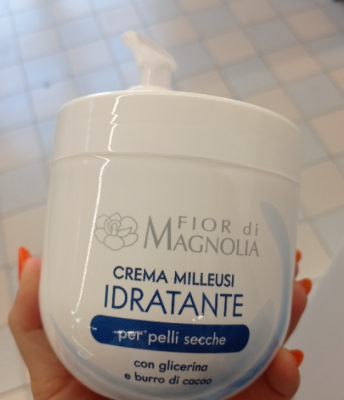 FIOR di
MAGNOLIA
CREMA MILLEUSI
IDRATANTE
per pelli secche
con glicerina
e burro di cacao